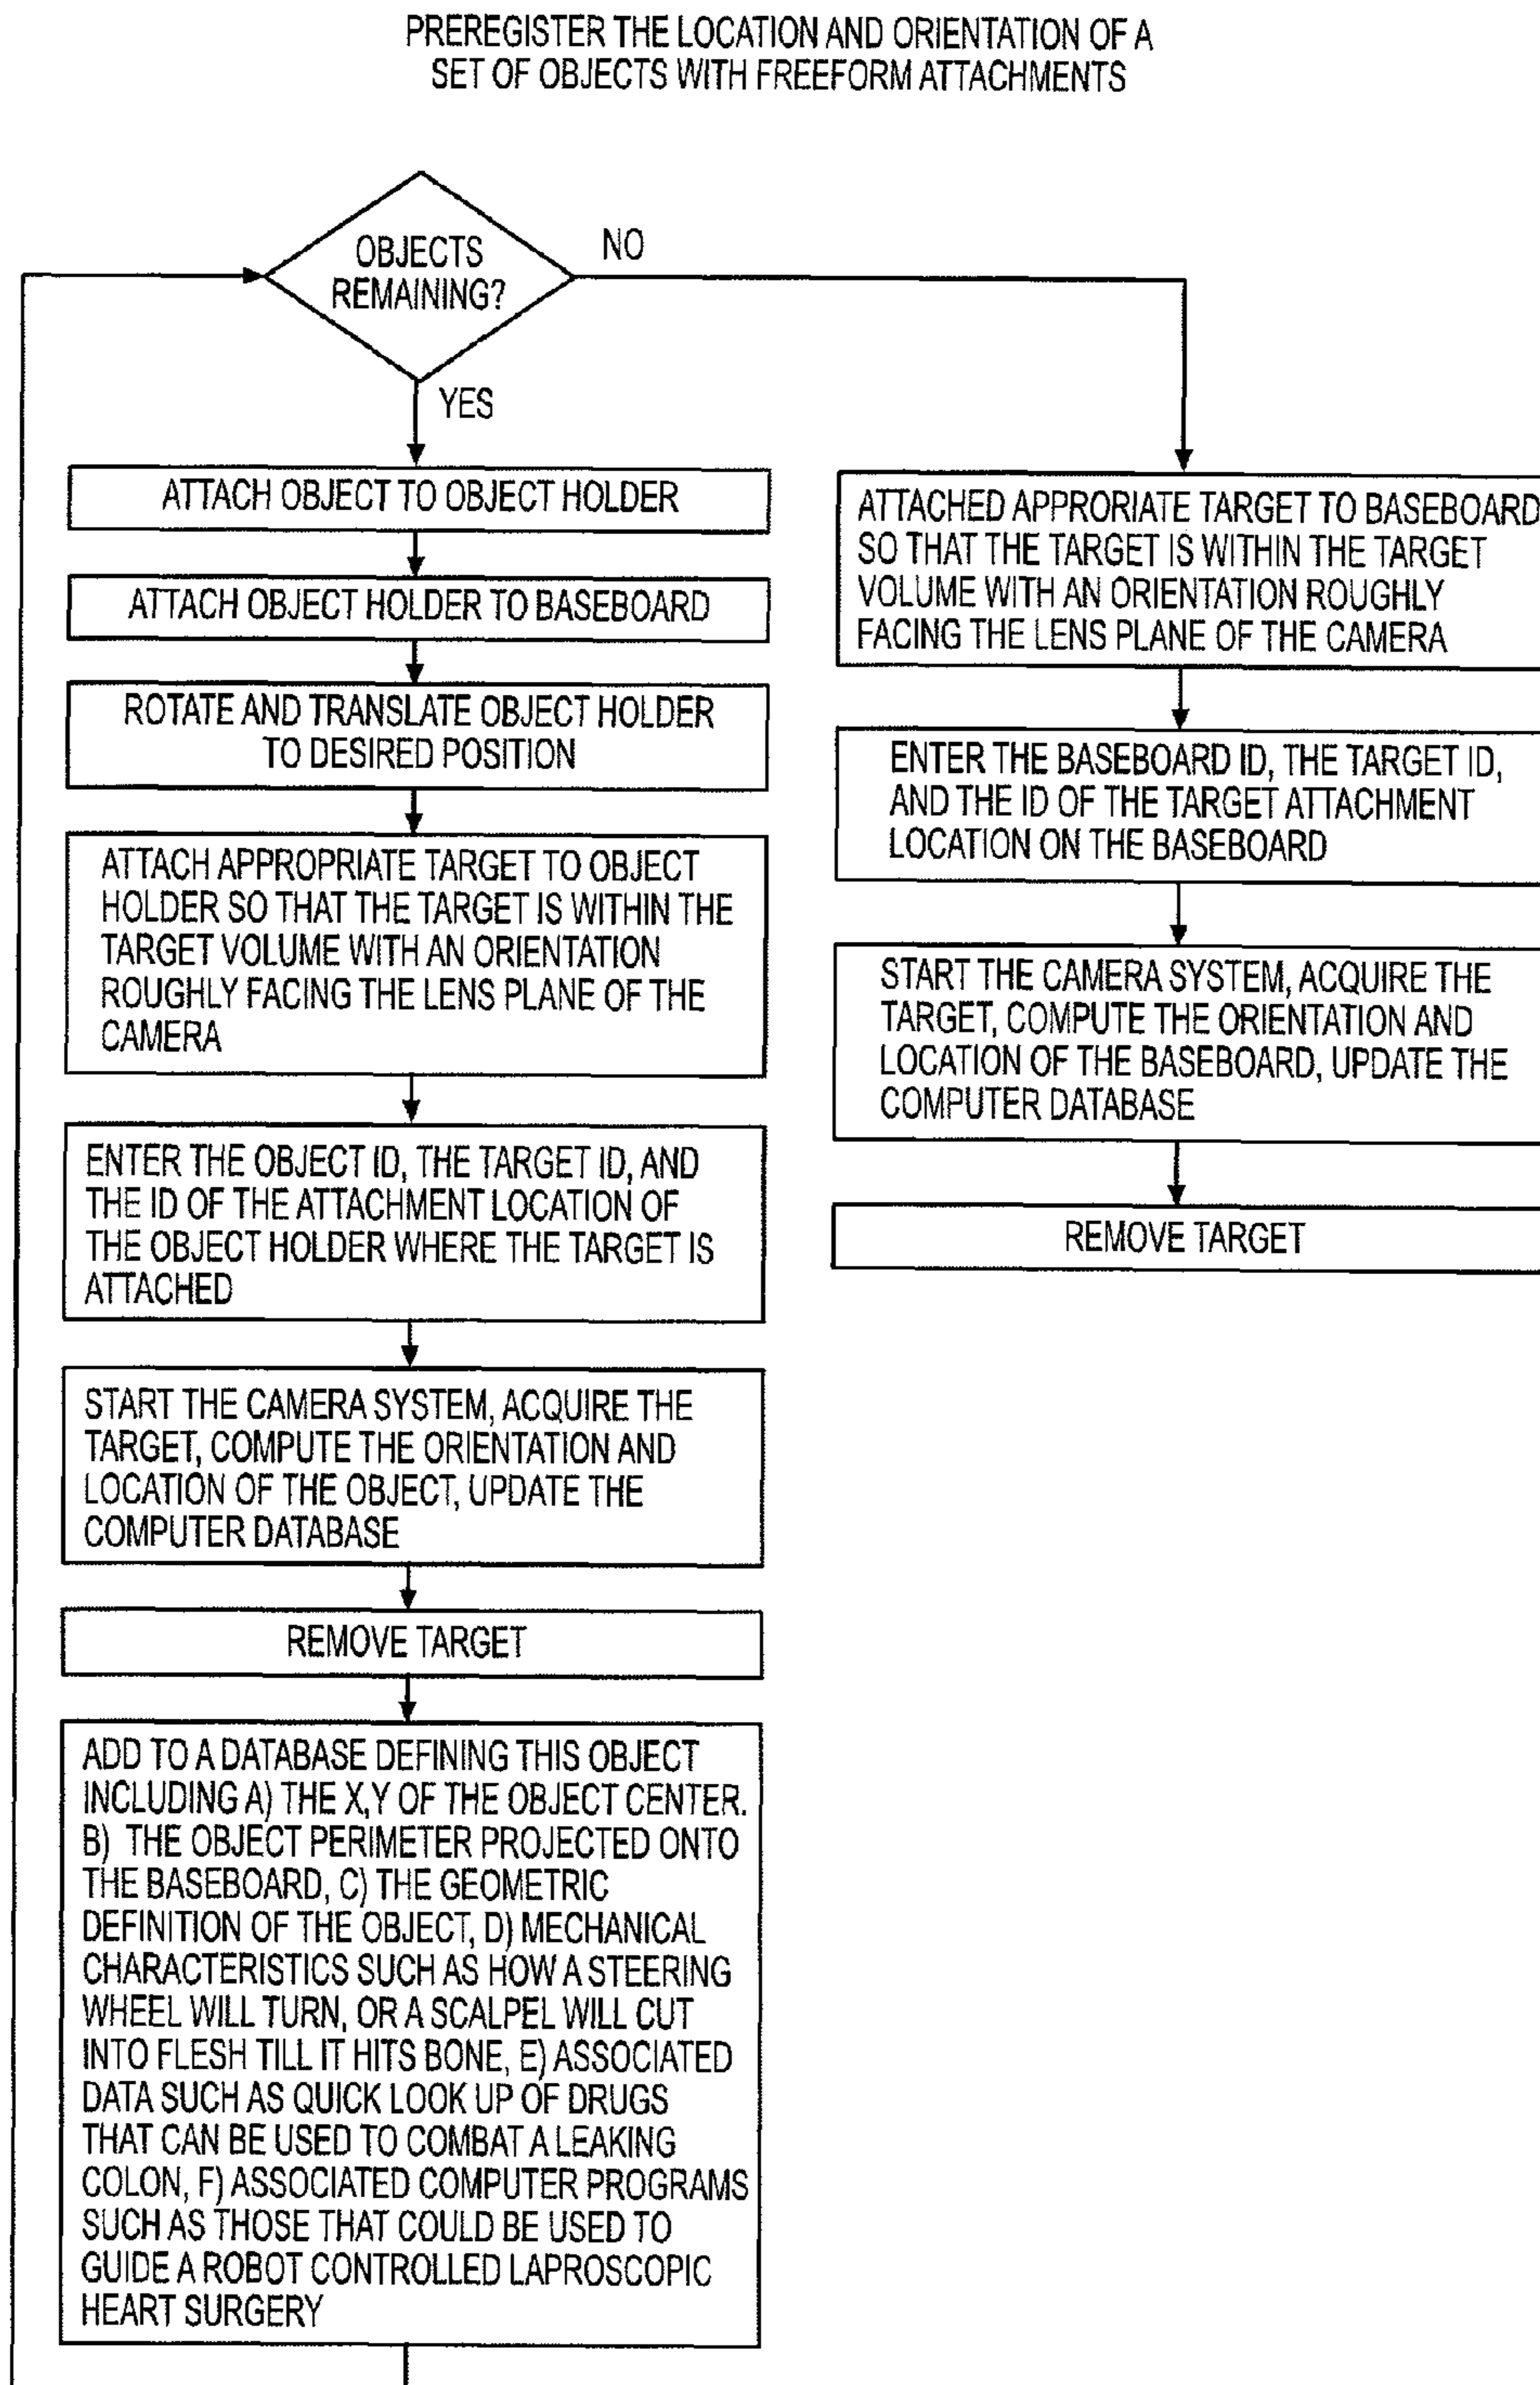 PREREGISTER THE LOCATION AND ORIENTATION OF A
SET OF OBJECTS WITH FREEFORM ATTACHMENTS
OBJECTS
REMAINING?
NO
YES
ATTACH OBJECT TO OBJECT HOLDER
ATTACH OBJECT HOLDER TO BASEBOARD
ROTATE AND TRANSLATE OBJECT HOLDER
TO DESIRED POSITION
ATTACH APPROPRIATE TARGET TO OBJECT
HOLDER SO THAT THE TARGET IS WITHIN THE
TARGET VOLUME WITH AN ORIENTATION
ROUGHLY FACING THE LENS PLANE OF THE
CAMERA
ENTER THE OBJECT ID, THE TARGET ID, AND
THE ID OF THE ATTACHMENT LOCATION OF
THE OBJECT HOLDER WHERE THE TARGET IS
ATTACHED
START THE CAMERA SYSTEM, ACQUIRE THE
TARGET, COMPUTE THE ORIENTATION AND
LOCATION OF THE OBJECT, UPDATE THE
COMPUTER DATABASE
REMOVE TARGET
ADD TO A DATABASE DEFINING THIS OBJECT
INCLUDING A) THE X,Y OF THE OBJECT CENTER.
B) THE OBJECT PERIMETER PROJECTED ONTO
THE BASEBOARD, C) THE GEOMETRIC
DEFINITION OF THE OBJECT, D) MECHANICAL
CHARACTERISTICS SUCH AS HOW A STEERING
WHEEL WILL TURN, OR A SCALPEL WILL CUT
INTO FLESH TILL IT HITS BONE, E) ASSOCIATED
DATA SUCH AS QUICK LOOK UP OF DRUGS
THAT CAN BE USED TO COMBAT A LEAKING
COLON, F) ASSOCIATED COMPUTER PROGRAMS
SUCH AS THOSE THAT COULD BE USED TO
GUIDE A ROBOT CONTROLLED LAPROSCOPIC
HEART SURGERY
ATTACHED APPRORIATE TARGET TO BASEBOARD
SO THAT THE TARGET IS WITHIN THE TARGET
VOLUME WITH AN ORIENTATION ROUGHLY
FACING THE LENS PLANE OF THE CAMERA
ENTER THE BASEBOARD ID, THE TARGET ID,
AND THE ID OF THE TARGET ATTACHMENT
LOCATION ON THE BASEBOARD
START THE CAMERA SYSTEM, ACQUIRE THE
TARGET, COMPUTE THE ORIENTATION AND
LOCATION OF THE BASEBOARD, UPDATE THE
COMPUTER DATABASE
REMOVE TARGET